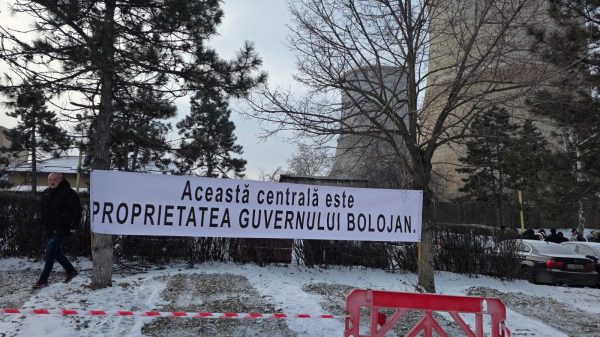 Această centrală este
PROPRIETATEA GUVERNULUI BOLOJAN.